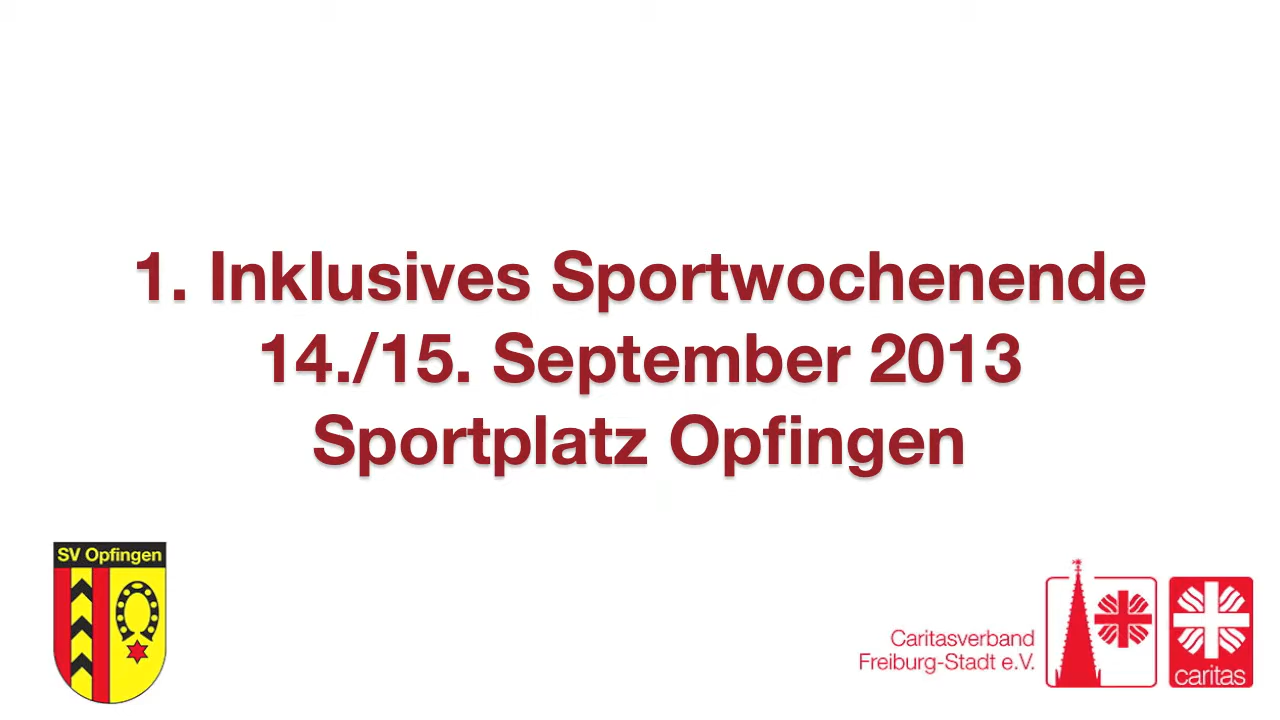 1. Inklusives Sportwochenende
14./15. September 2013
Sportplatz Opfingen
SV Opfingen
Caritasverband
Freiburg-Stadt e.V.
caritas